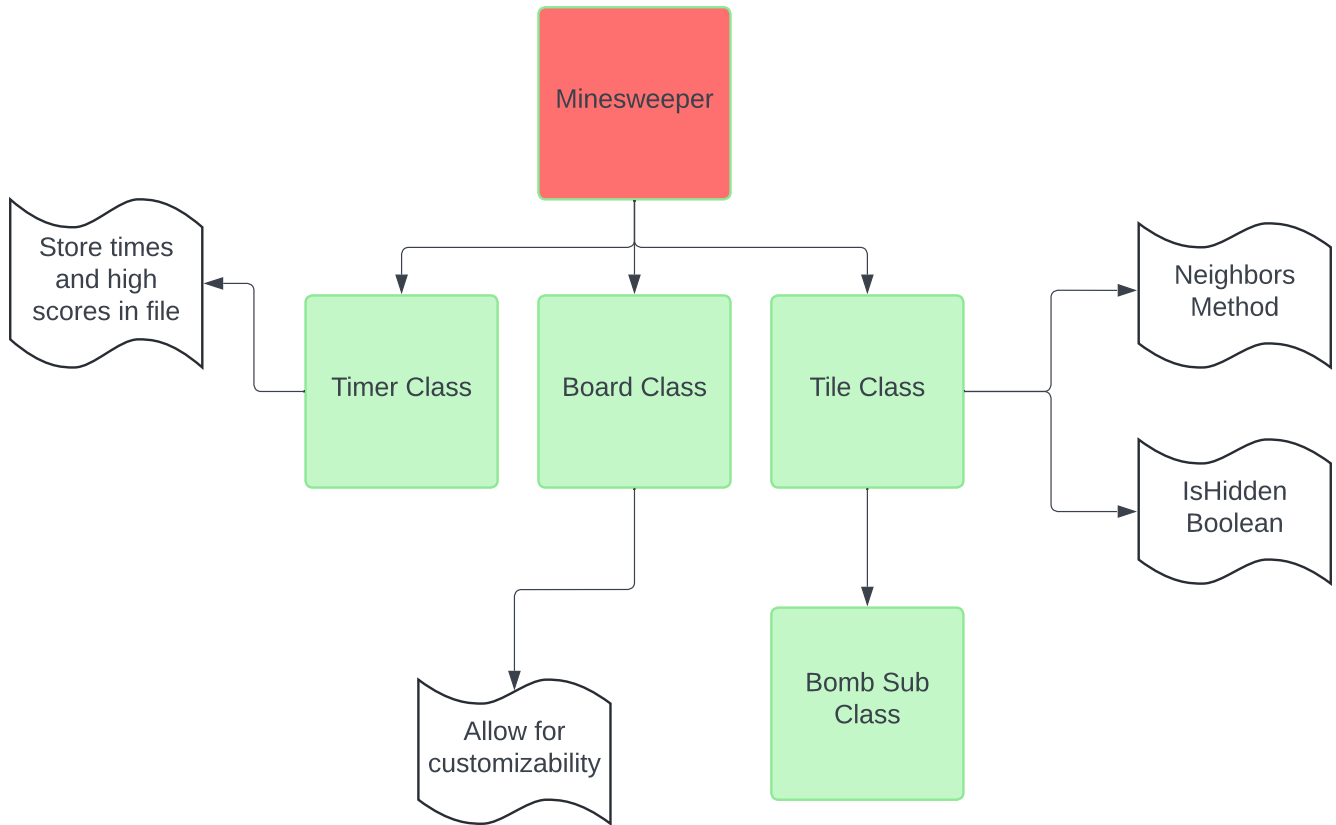 Minesweeper
Store times
and high
scores in file
Neighbors
Method
Timer Class
Board Class
Tile Class
IsHidden
Boolean
Bomb Sub
Class
Allow for
customizability